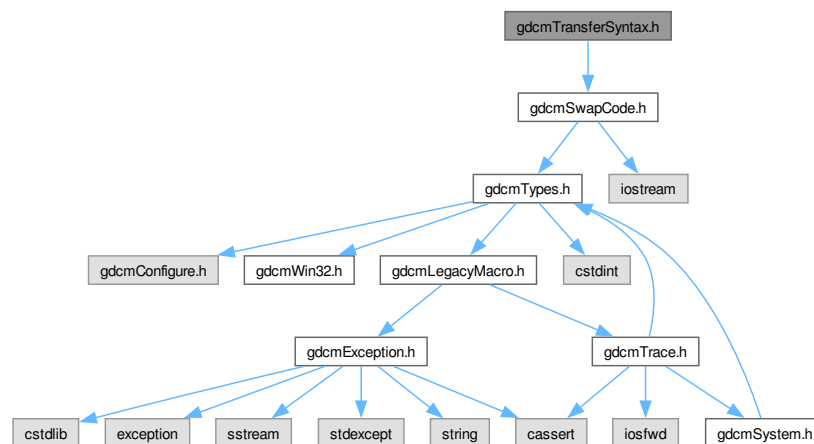 gdcmTransferSyntax.h
gdcmSwapCode.h
gdcmTypes.h
iostream
gdcmConfigure.h
gdcmWin32.h
gdcmLegacyMacro.h
cstdint
gdcmException.h
gdcmTrace.h
cstdlib
exception
sstream
stdexcept
string
cassert
iosfwd
gdcmSystem.h